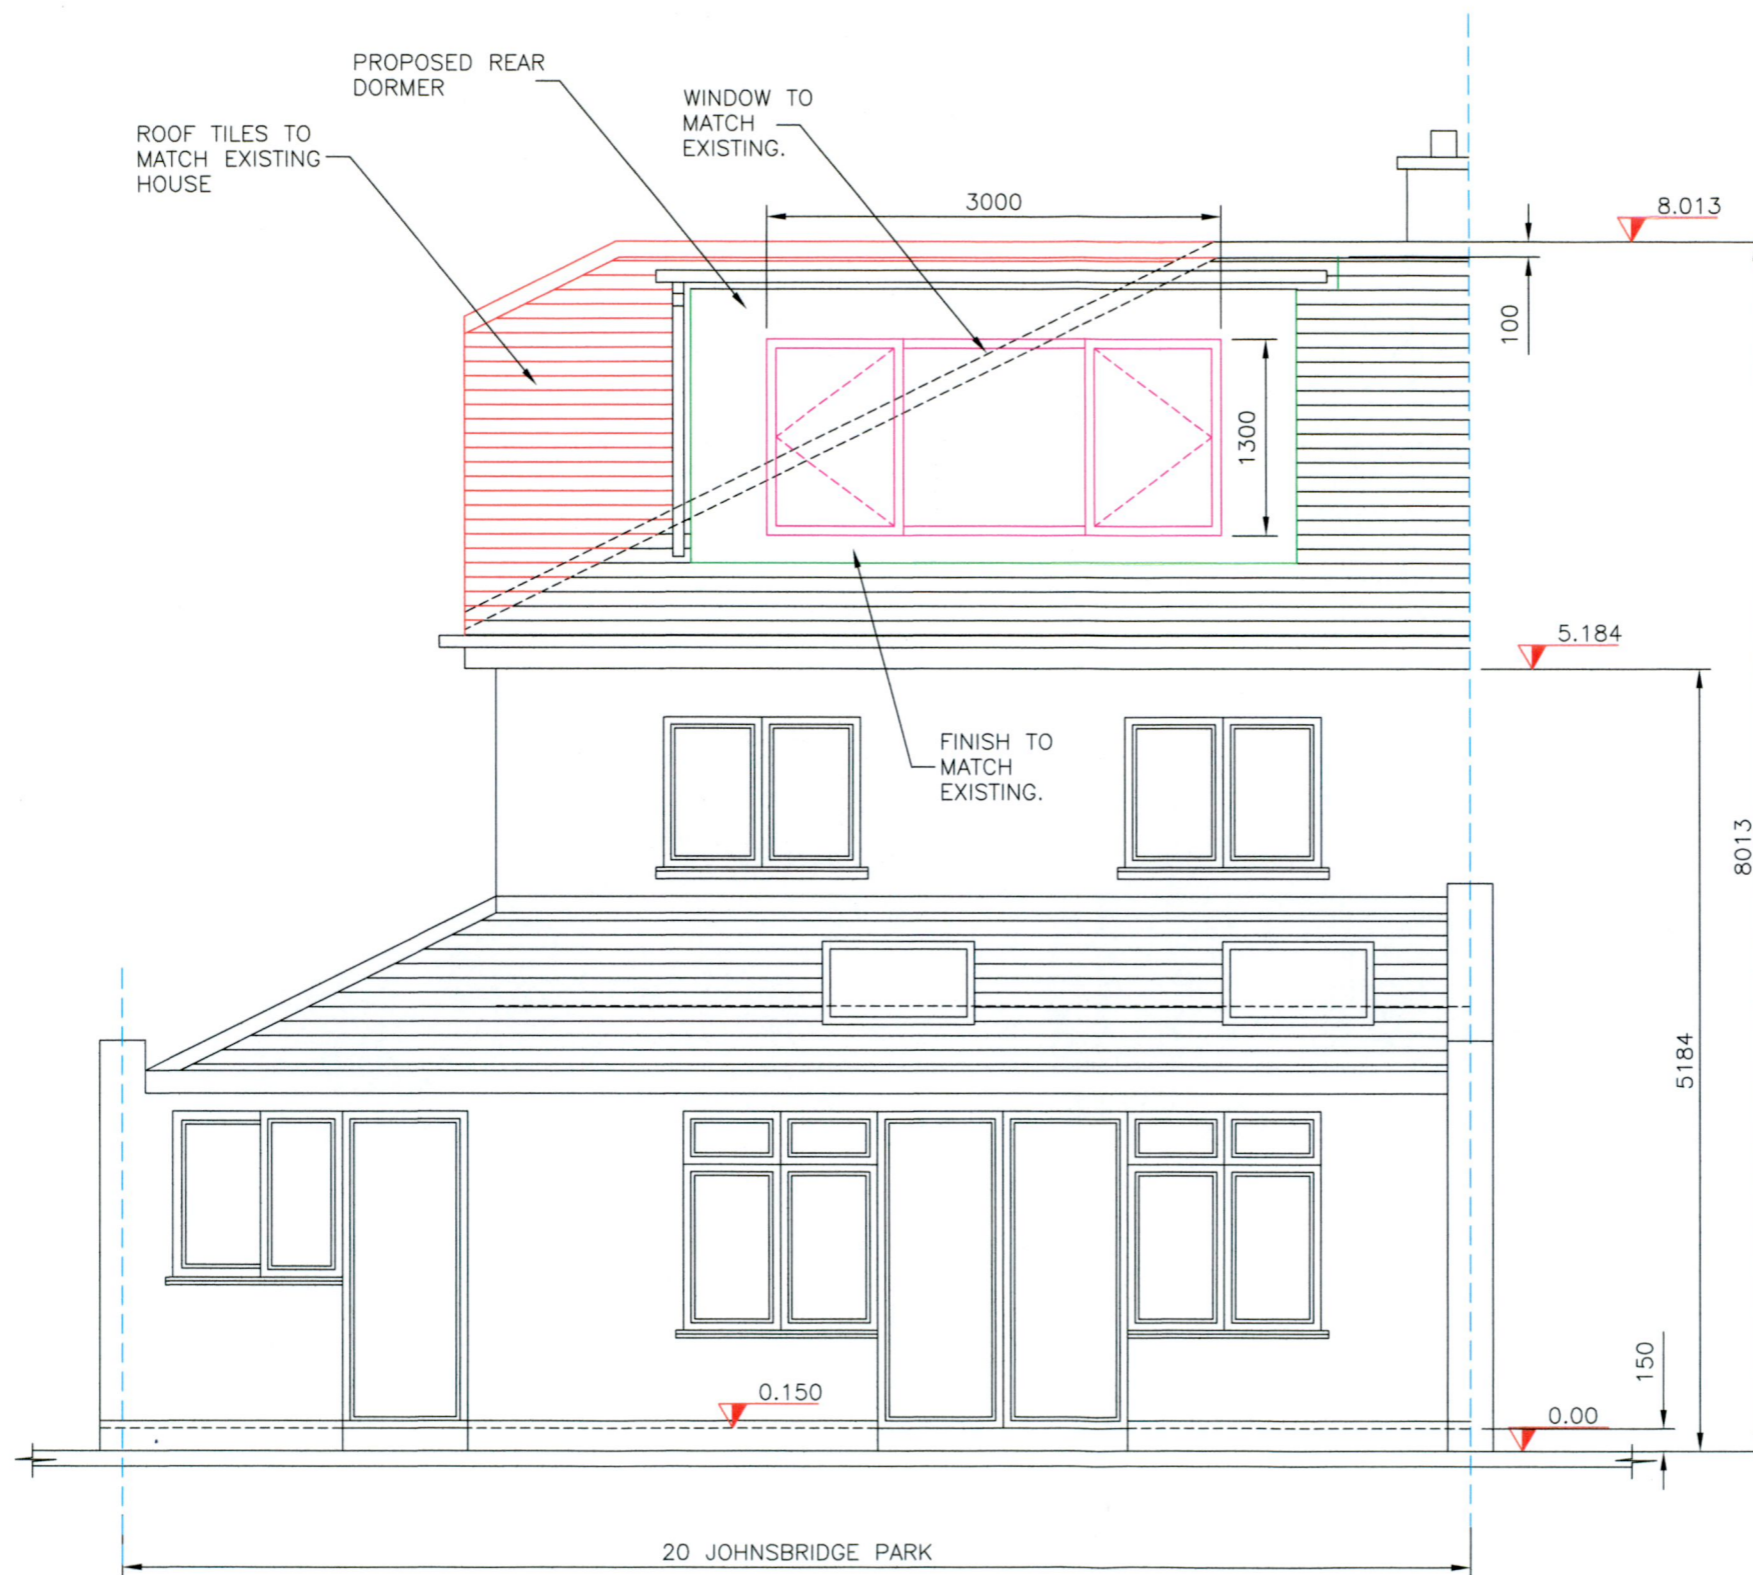 PROPOSED REAR
DORMER
WINDOW TO
MATCH
EXISTING.
ROOF TILES TO
MATCH EXISTING
HOUSE
3000
8.013
100
1300
5.184
FINISH TO
MATCH
EXISTING.
8013
5184
150
0.150
0.00
20 JOHNSBRIDGE PARK